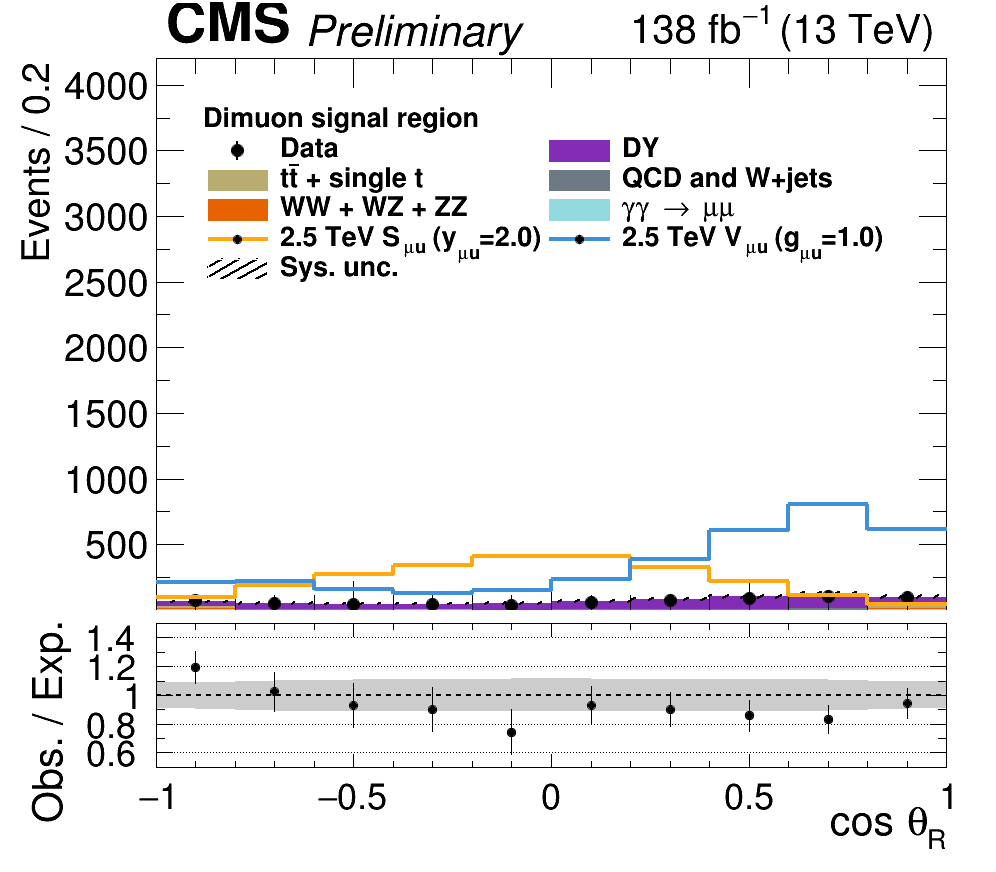 CMS Preliminary 138 fb⁻¹ (13 TeV)
Events / 0.2
4000
3500
3000
2500
2000
1500
1000
500
Dimuon signal region
Data
DY
tt̄ + single t
QCD and W+jets
WW + WZ + ZZ
γγ → μμ
2.5 TeV S_μu (y_μu=2.0)
2.5 TeV V_μu (g_μu=1.0)
Sys. unc.
Obs. / Exp.
1.4
1.2
1
0.8
0.6
−1 −0.5 0 0.5 1
cos θ_R